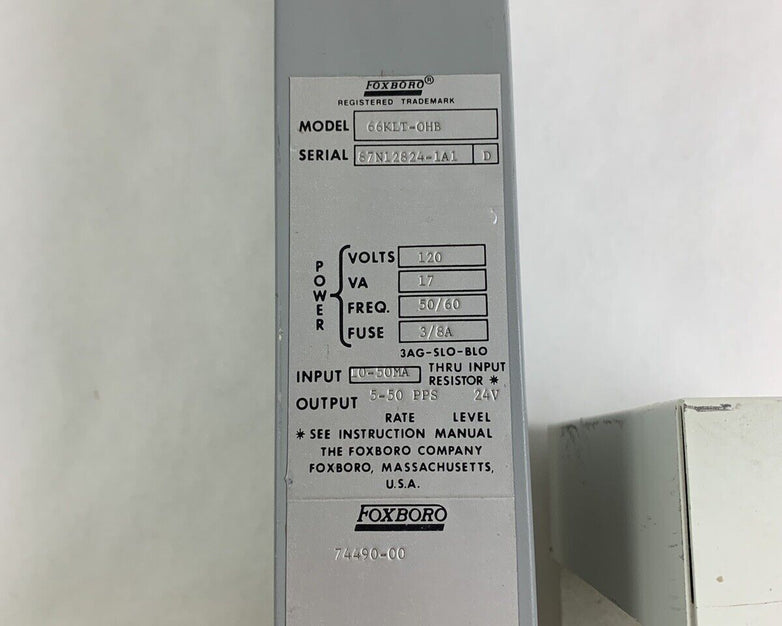 FOXBORO®
REGISTERED TRADEMARK
MODEL 66KLT-OHB
SERIAL 87N12824-1A1 D
POWER
VOLTS 120
VA 17
FREQ. 50/60
FUSE 3/8A
3AG-SLO-BLO
INPUT 10-50MA THRU INPUT
RESISTOR *
OUTPUT 5-50 PPS 24V
RATE LEVEL
* SEE INSTRUCTION MANUAL
THE FOXBORO COMPANY
FOXBORO, MASSACHUSETTS,
U.S.A.
FOXBORO
74490-00